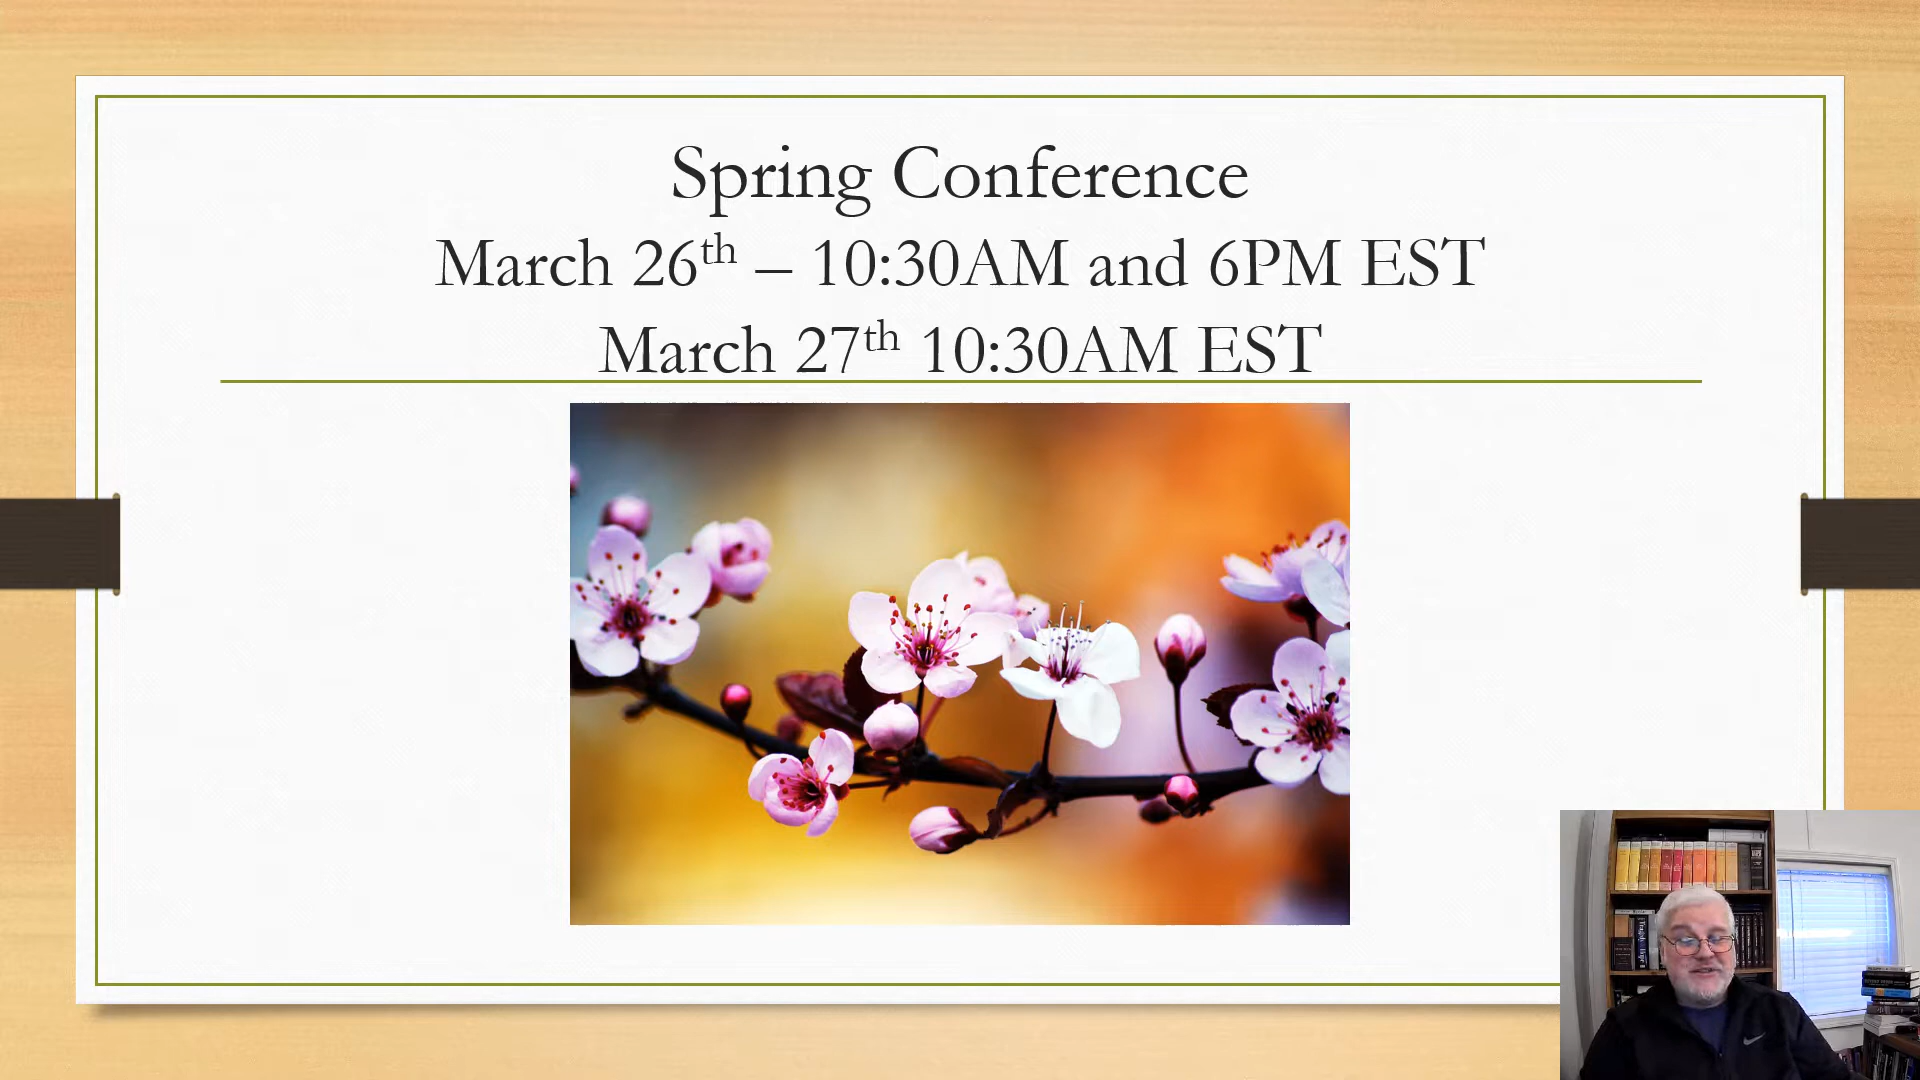 Spring Conference
March 26th – 10:30AM and 6PM EST
March 27th 10:30AM EST